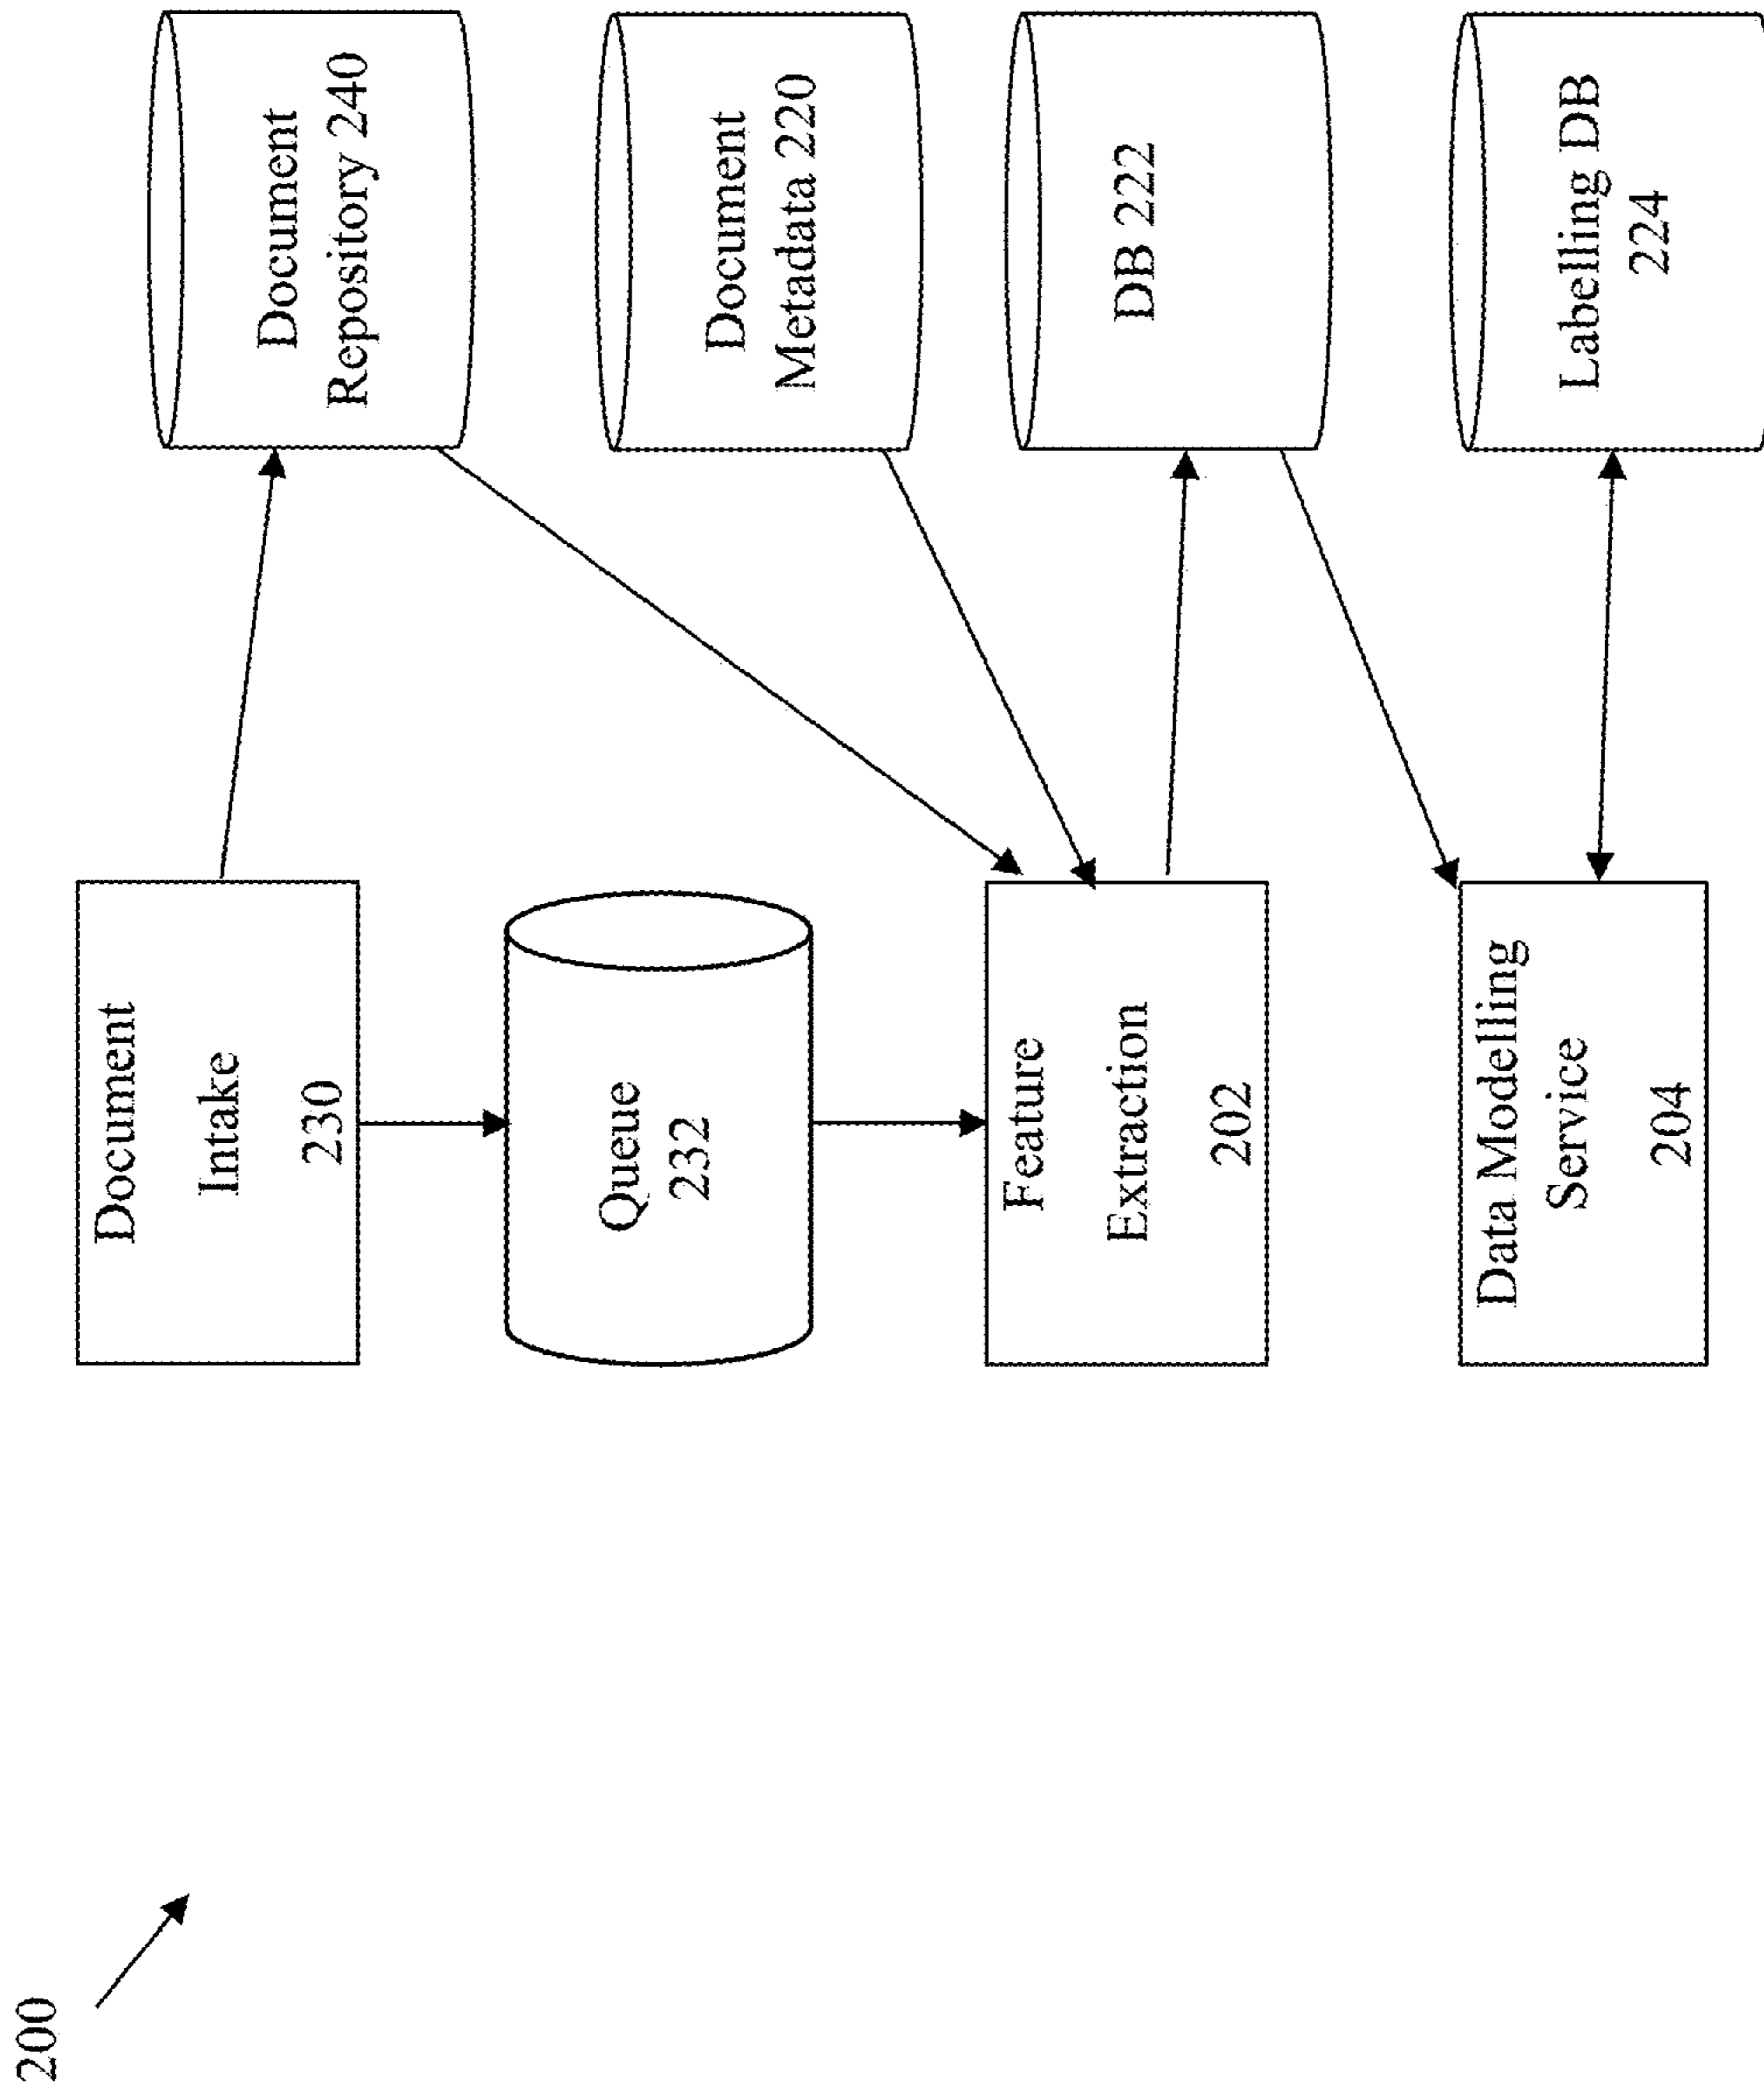 200
Document
Intake
230
Queue
232
Feature
Extraction
202
Data Modelling
Service
204
Document
Repository 240
Document
Metadata 220
DB 222
Labelling DB
224